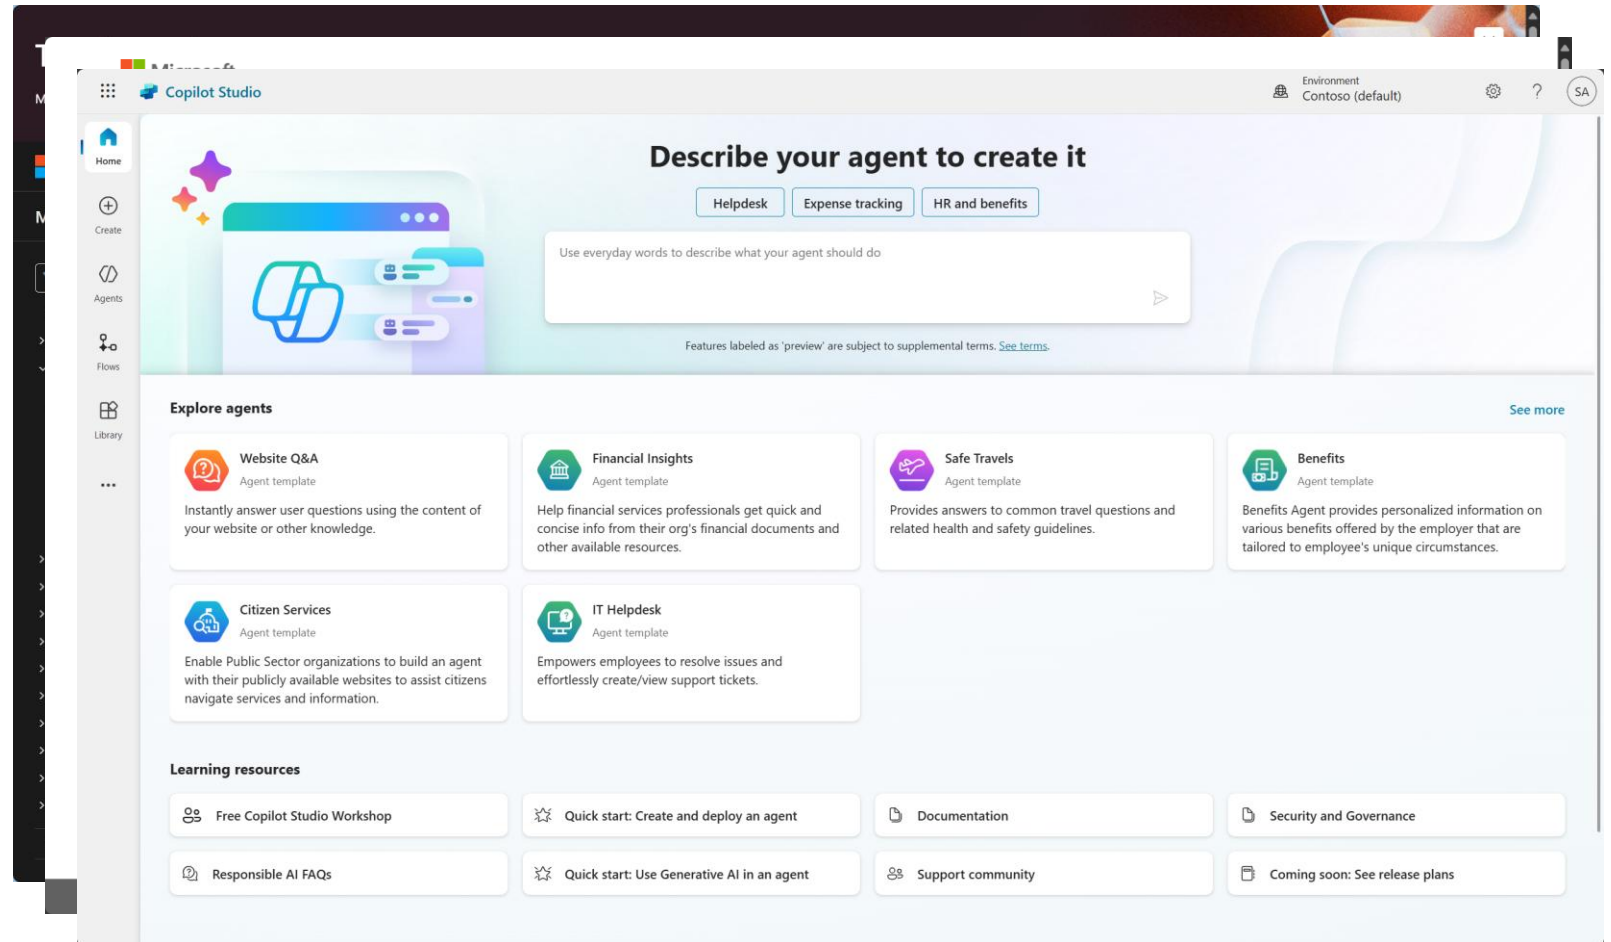 Microsoft
Copilot Studio
Environment
Contoso (default)
SA
Home
Create
Agents
Flows
Library
Describe your agent to create it
Helpdesk
Expense tracking
HR and benefits
Use everyday words to describe what your agent should do
Features labeled as 'preview' are subject to supplemental terms. See terms.
Explore agents
See more
Website Q&A
Agent template
Instantly answer user questions using the content of
your website or other knowledge.
Financial Insights
Agent template
Help financial services professionals get quick and
concise info from their org's financial documents and
other available resources.
Safe Travels
Agent template
Provides answers to common travel questions and
related health and safety guidelines.
Benefits
Agent template
Benefits Agent provides personalized information on
various benefits offered by the employer that are
tailored to employee's unique circumstances.
Citizen Services
Agent template
Enable Public Sector organizations to build an agent
with their publicly available websites to assist citizens
navigate services and information.
IT Helpdesk
Agent template
Empowers employees to resolve issues and
effortlessly create/view support tickets.
Learning resources
Free Copilot Studio Workshop
Quick start: Create and deploy an agent
Documentation
Security and Governance
Responsible AI FAQs
Quick start: Use Generative AI in an agent
Support community
Coming soon: See release plans